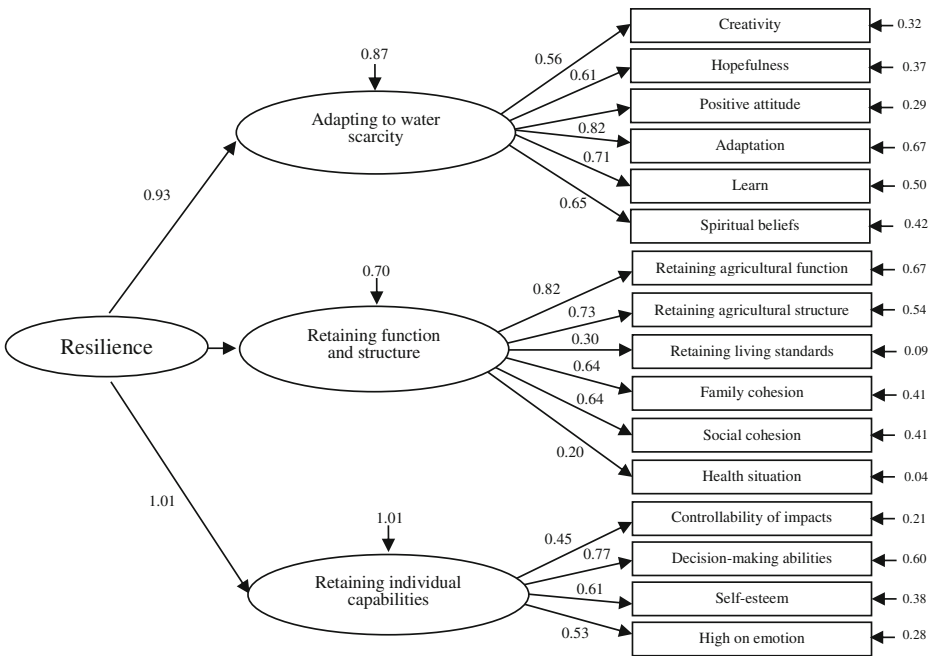 Creativity
0.32
0.87
0.56
Hopefulness
0.37
0.61
Positive attitude
0.29
Adapting to water
scarcity
0.82
Adaptation
0.67
0.71
Learn
0.50
0.93
0.65
Spiritual beliefs
0.42
0.70
Retaining agricultural function
0.67
0.82
0.73
Retaining agricultural structure
0.54
Resilience
Retaining function
and structure
0.30
Retaining living standards
0.09
0.64
Family cohesion
0.41
0.64
Social cohesion
0.41
0.20
Health situation
0.04
1.01
1.01
Controllability of impacts
0.21
0.45
0.77
Decision-making abilities
0.60
Retaining individual
capabilities
0.61
Self-esteem
0.38
0.53
High on emotion
0.28